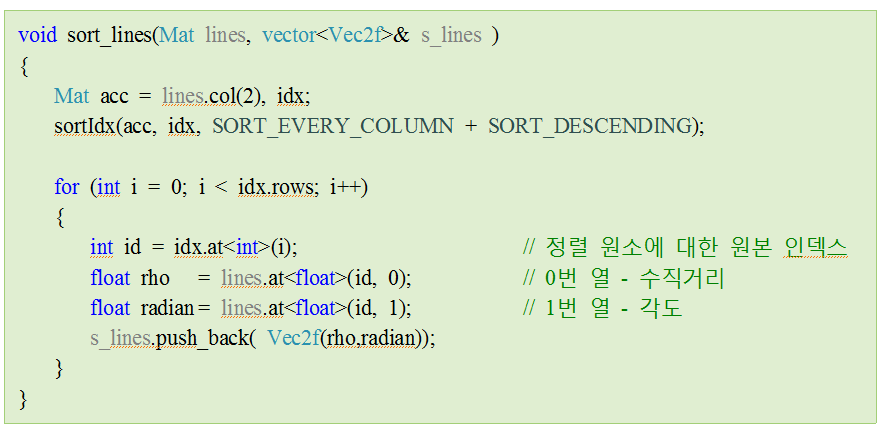 void sort_lines(Mat lines, vector<Vec2f>& s_lines )
{
Mat acc = lines.col(2), idx;
sortIdx(acc, idx, SORT_EVERY_COLUMN + SORT_DESCENDING);
for (int i = 0; i < idx.rows; i++)
{
int id = idx.at<int>(i); // 정렬 원소에 대한 원본 인덱스
float rho = lines.at<float>(id, 0); // 0번 열 - 수직거리
float radian = lines.at<float>(id, 1); // 1번 열 - 각도
s_lines.push_back( Vec2f(rho,radian));
}
}